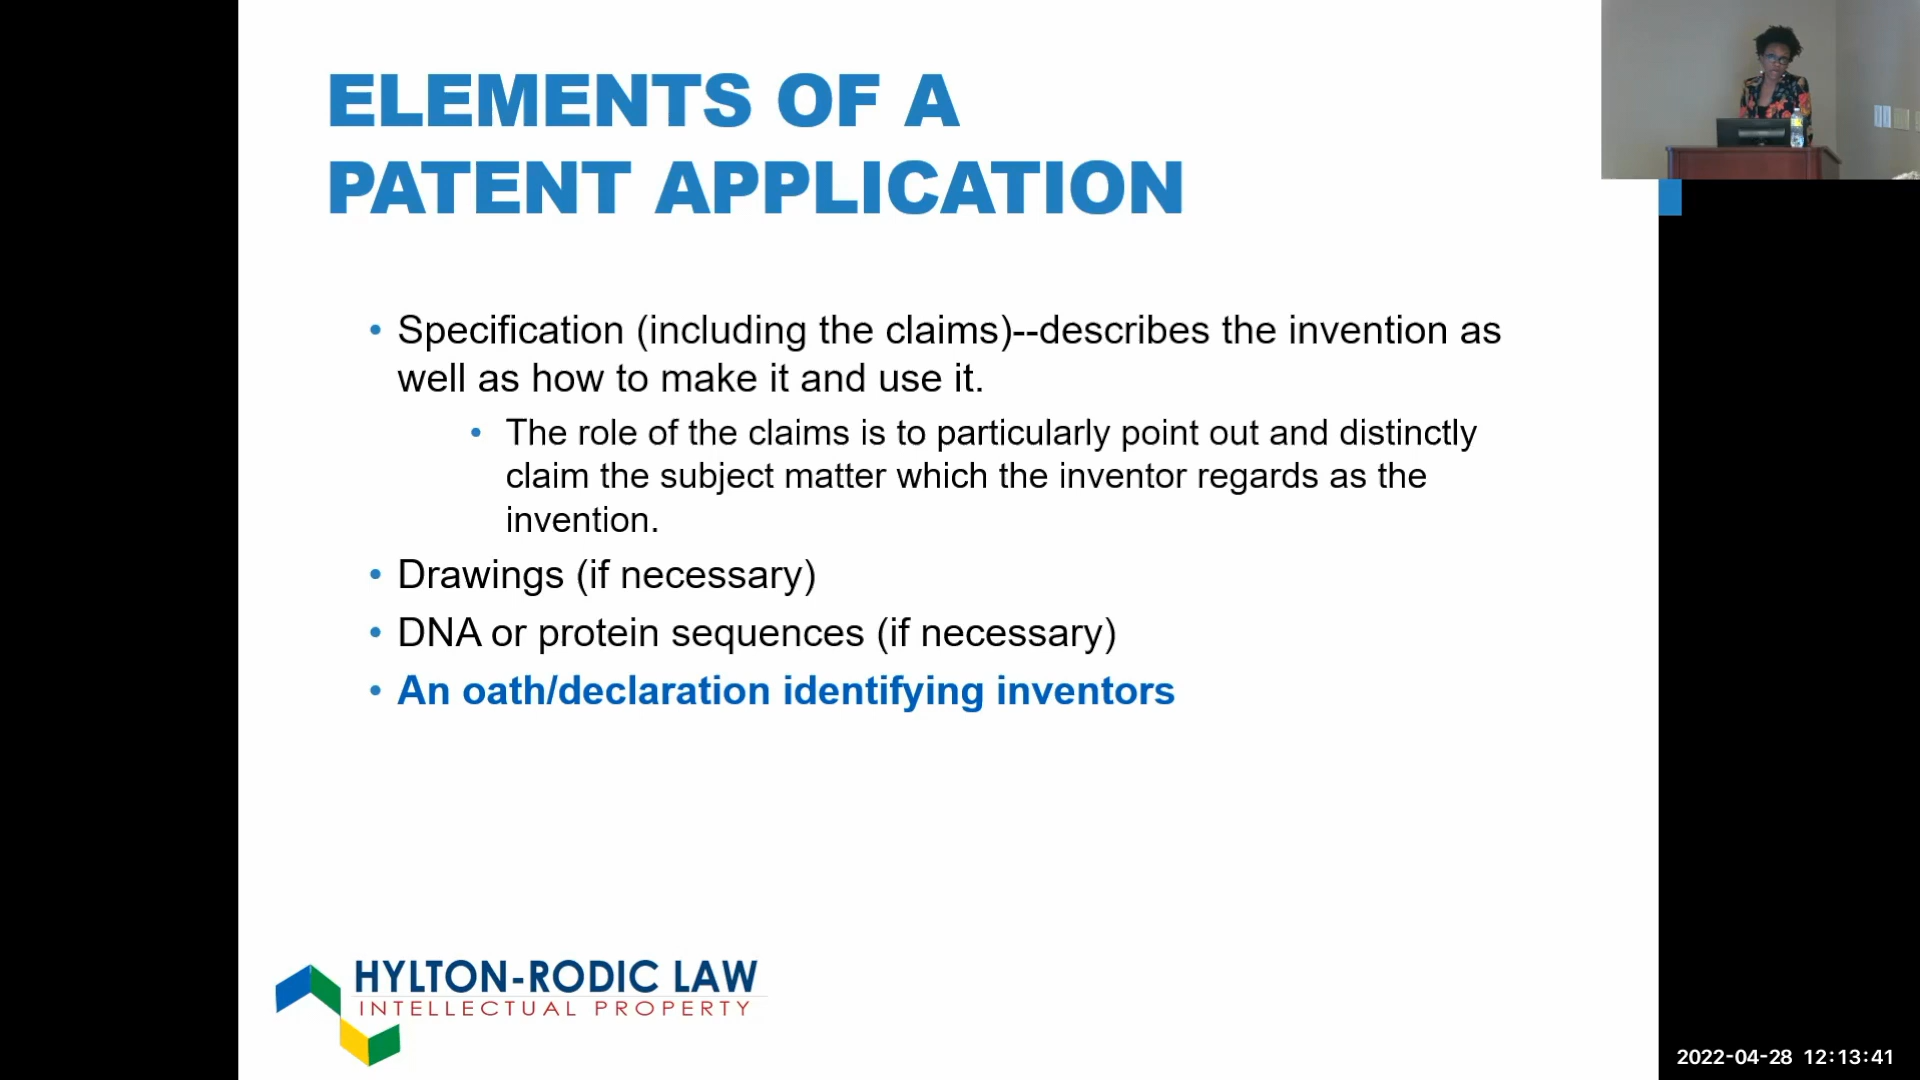 ELEMENTS OF A
PATENT APPLICATION
• Specification (including the claims)--describes the invention as
well as how to make it and use it.
• The role of the claims is to particularly point out and distinctly
claim the subject matter which the inventor regards as the
invention.
• Drawings (if necessary)
• DNA or protein sequences (if necessary)
• An oath/declaration identifying inventors
HYLTON-RODIC LAW
INTELLECTUAL PROPERTY
2022-04-28 12:13:41